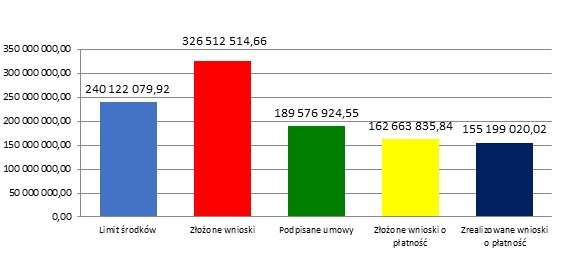 326 512 514,66
350 000 000,00
300 000 000,00
240 122 079,92
250 000 000,00
189 576 924,55
200 000 000,00
162 663 835,84
155 199 020,02
150 000 000,00
100 000 000,00
50 000 000,00
0,00
Limit środków
Złożone wnioski
Podpisane umowy
Złożone wnioski o
płatność
Zrealizowane wnioski
o płatność